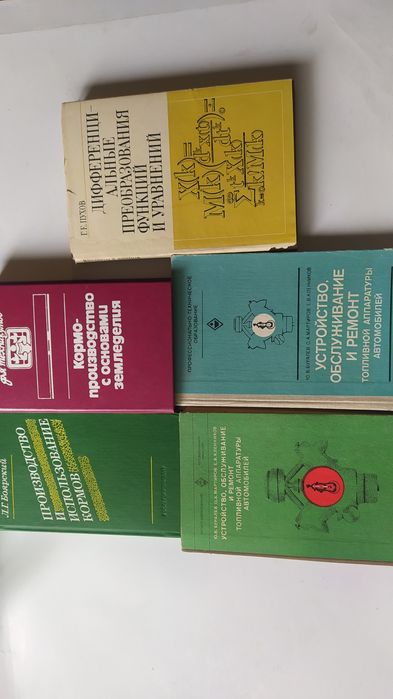 Г.Е. ПУХОВ
ДИФФЕРЕНЦИ-
АЛЬНЫЕ
ПРЕОБРАЗОВАНИЯ
ФУНКЦИЙ
И УРАВНЕНИЙ
Кормо-
производство
с основами
земледелия
ПРОФЕССИОНАЛЬНО-ТЕХНИЧЕСКОЕ
ОБРАЗОВАНИЕ
УСТРОЙСТВО,
ОБСЛУЖИВАНИЕ
И РЕМОНТ
ТОПЛИВНОЙ АППАРАТУРЫ
АВТОМОБИЛЕЙ
Л.Г. Боярский
ПРОИЗВОДСТВО
И
ИСПОЛЬЗОВАНИЕ
КОРМОВ
УСТРОЙСТВО, ОБСЛУЖИВАНИЕ
И РЕМОНТ
ТОПЛИВНОЙ АППАРАТУРЫ
АВТОМОБИЛЕЙ